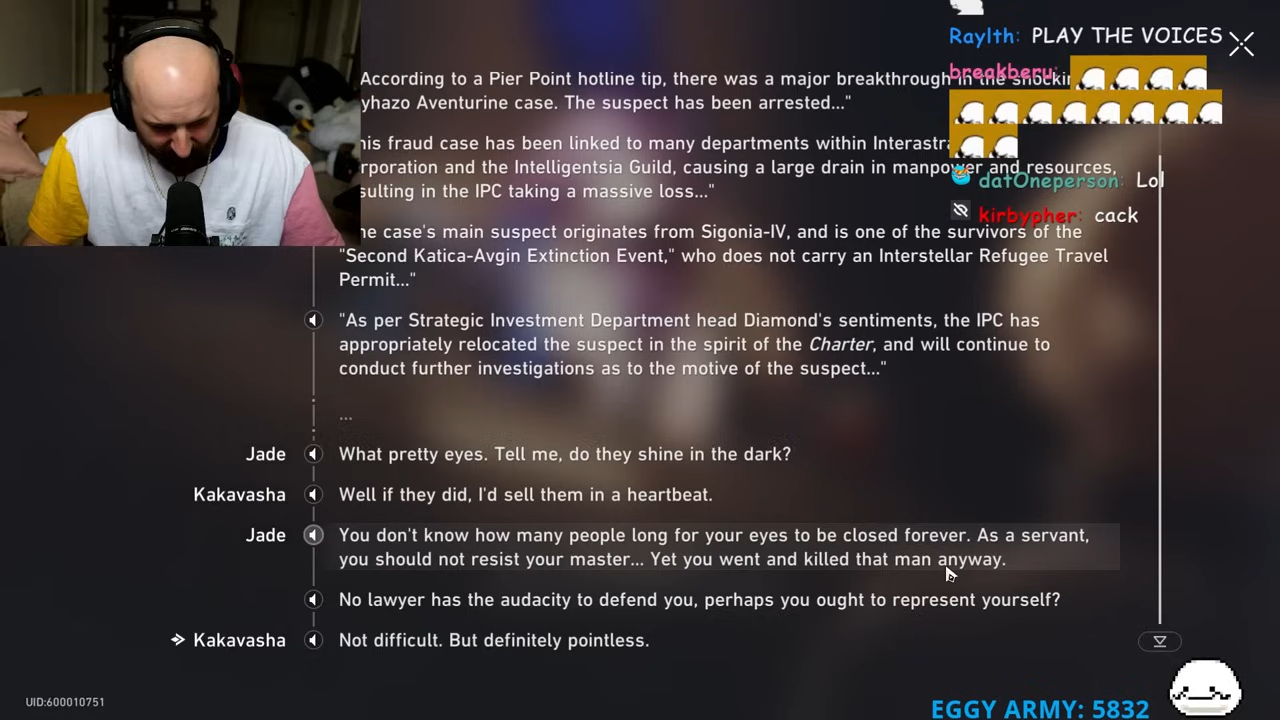 RayIth: PLAY THE VOICES
breakberu:
According to a Pier Point hotline tip, there was a major breakthrough in the shockin
yhazo Aventurine case. The suspect has been arrested..."
his fraud case has been linked to many departments within Interastra
rporation and the Intelligentsia Guild, causing a large drain in manpower and resources,
sulting in the IPC taking a massive loss..."
datOneperson: Lol
kirbypher: cack
he case's main suspect originates from Sigonia-IV, and is one of the survivors of the
"Second Katica-Avgin Extinction Event," who does not carry an Interstellar Refugee Travel
Permit..."
"As per Strategic Investment Department head Diamond's sentiments, the IPC has
appropriately relocated the suspect in the spirit of the Charter, and will continue to
conduct further investigations as to the motive of the suspect..."
...
Jade What pretty eyes. Tell me, do they shine in the dark?
Kakavasha Well if they did, I'd sell them in a heartbeat.
Jade You don't know how many people long for your eyes to be closed forever. As a servant,
you should not resist your master... Yet you went and killed that man anyway.
No lawyer has the audacity to defend you, perhaps you ought to represent yourself?
Kakavasha Not difficult. But definitely pointless.
UID:600010751
EGGY ARMY: 5832